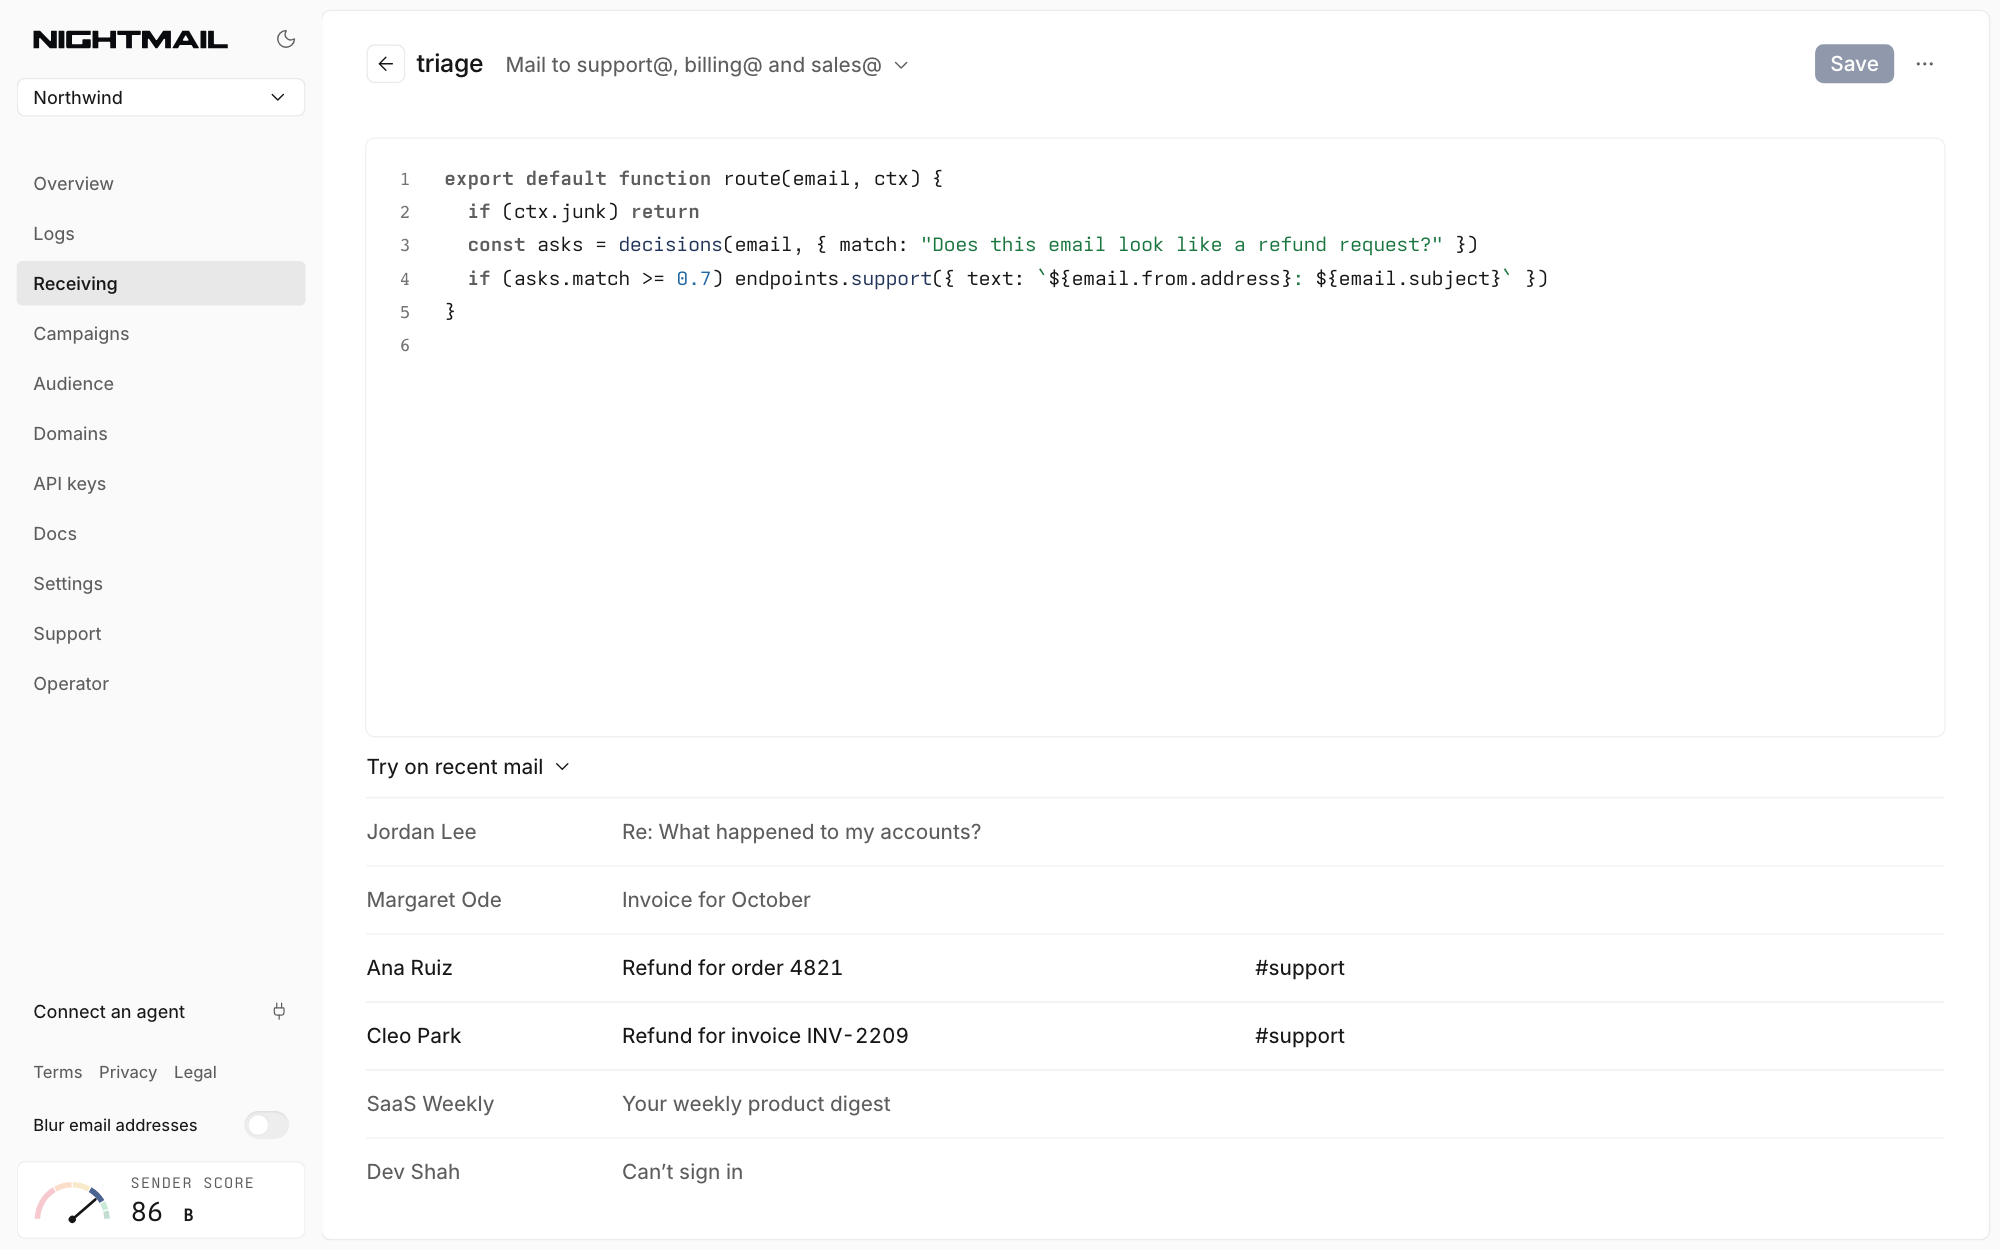 NIGHTMAIL
Northwind
Overview
Logs
Receiving
Campaigns
Audience
Domains
API keys
Docs
Settings
Support
Operator
Connect an agent
Terms Privacy Legal
Blur email addresses
SENDER SCORE
86 B
triage Mail to support@, billing@ and sales@
Save
1 export default function route(email, ctx) {
2   if (ctx.junk) return
3   const asks = decisions(email, { match: "Does this email look like a refund request?" })
4   if (asks.match >= 0.7) endpoints.support({ text: `${email.from.address}: ${email.subject}` })
5 }
6
Try on recent mail
Jordan Lee Re: What happened to my accounts?
Margaret Ode Invoice for October
Ana Ruiz Refund for order 4821 #support
Cleo Park Refund for invoice INV-2209 #support
SaaS Weekly Your weekly product digest
Dev Shah Can’t sign in